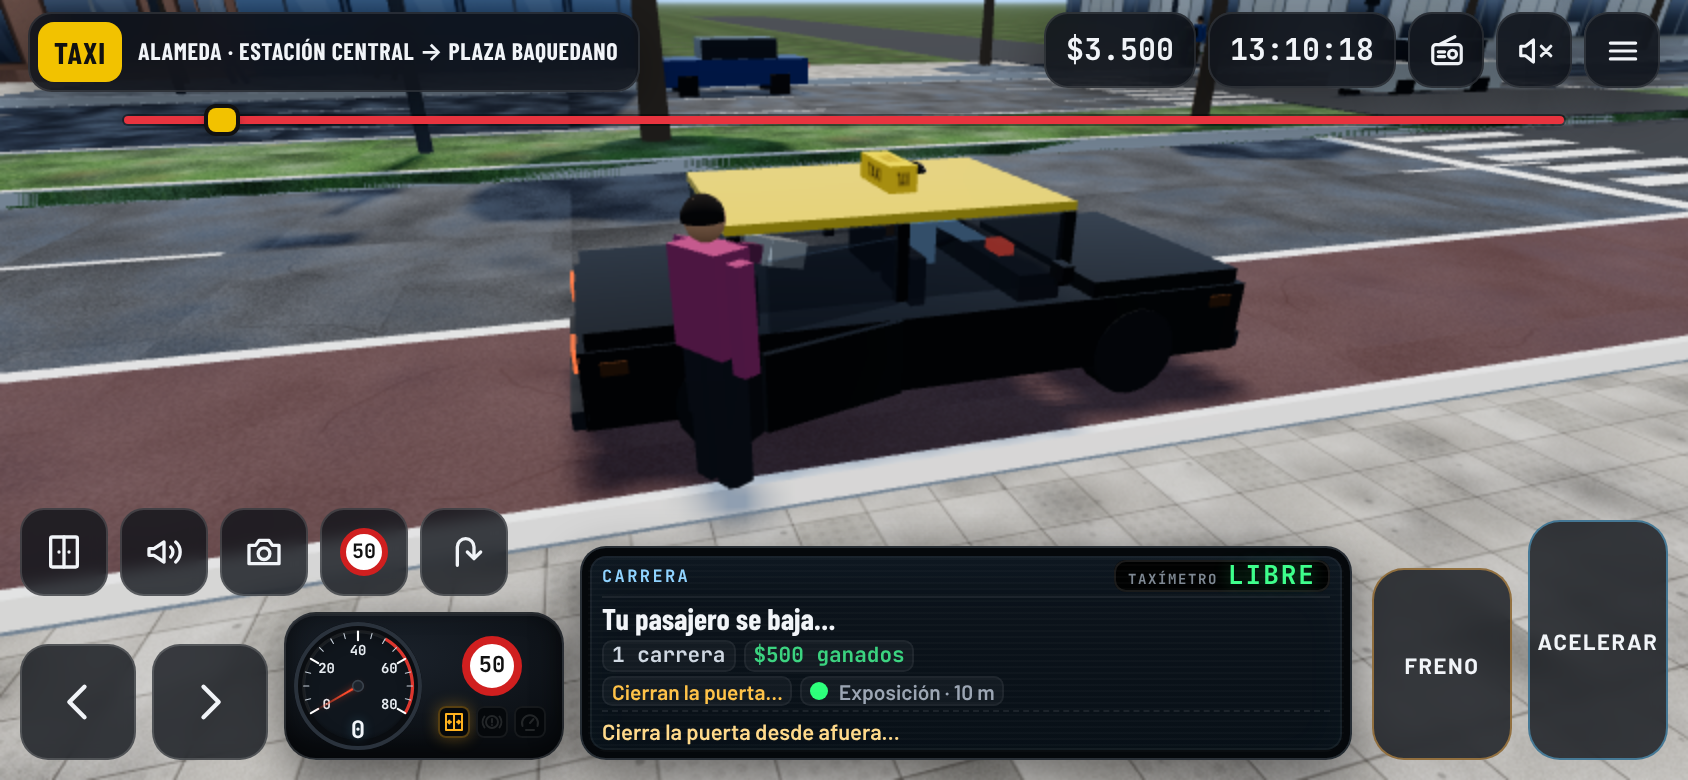 TAXI
ALAMEDA · ESTACIÓN CENTRAL → PLAZA BAQUEDANO
$3.500
13:10:18
TAXI
TAXI
50
0
20
40
60
80
0
50
CARRERA
TAXÍMETRO LIBRE
Tu pasajero se baja...
1 carrera
$500 ganados
Cierran la puerta...
Exposición · 10 m
Cierra la puerta desde afuera...
FRENO
ACELERAR